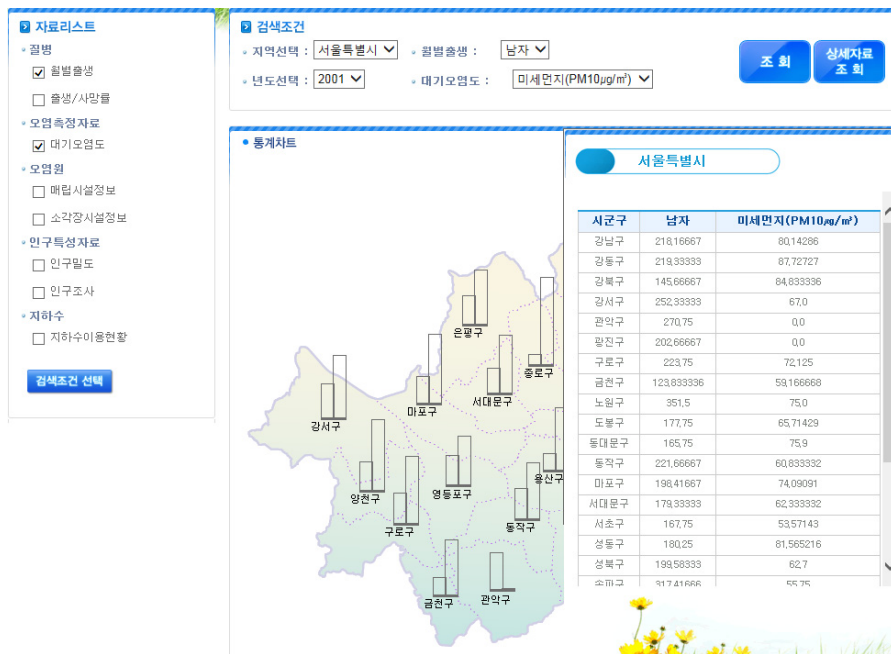 자료리스트
질병
월별출생
출생/사망률
오염측정자료
대기오염도
오염원
매립시설정보
소각장시설정보
인구특성자료
인구밀도
인구조사
지하수
지하수이용현황
검색조건 선택
검색조건
지역선택 : 서울특별시 월별출생 : 남자
년도선택 : 2001 대기오염도 : 미세먼지(PM10㎍/㎥)
조 회
상세자료
조 회
통계차트
은평구
종로구
서대문구
마포구
강서구
용산구
영등포구
양천구
동작구
구로구
금천구
관악구
서울특별시
시군구 남자 미세먼지(PM10㎍/㎥)
강남구 218,16667 80,14286
강동구 219,33333 87,72727
강북구 145,66667 84,833336
강서구 252,33333 67,0
관악구 270,75 0,0
광진구 202,66667 0,0
구로구 223,75 72,125
금천구 123,833336 59,166668
노원구 351,5 75,0
도봉구 177,75 65,71429
동대문구 165,75 75,9
동작구 221,66667 60,833332
마포구 198,41667 74,09091
서대문구 179,33333 62,333332
서초구 167,75 53,57143
성동구 180,25 81,565216
성북구 199,58333 62,7
송파구 317,41666 55,75